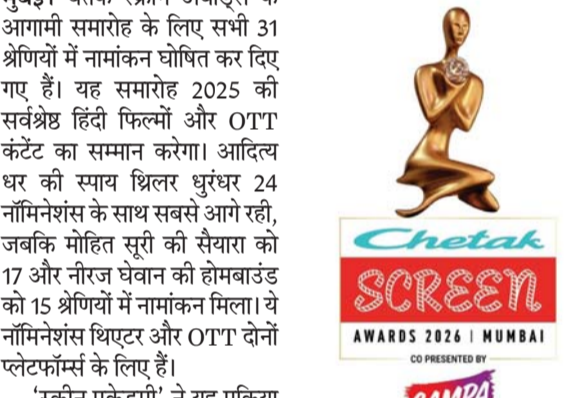 आगामी समारोह के लिए सभी 31
श्रेणियों में नामांकन घोषित कर दिए
गए हैं। यह समारोह 2025 की
सर्वश्रेष्ठ हिंदी फिल्मों और OTT
कंटेंट का सम्मान करेगा। आदित्य
धर की स्पाय थ्रिलर धुरंधर 24
नॉमिनेशंस के साथ सबसे आगे रही,
जबकि मोहित सूरी की सैयारा को
17 और नीरज घेवान की होमबाउंड
को 15 श्रेणियों में नामांकन मिला। ये
नॉमिनेशंस थिएटर और OTT दोनों
प्लेटफॉर्म्स के लिए हैं।
Chetak
SCREEN
AWARDS 2026 | MUMBAI
CO PRESENTED BY